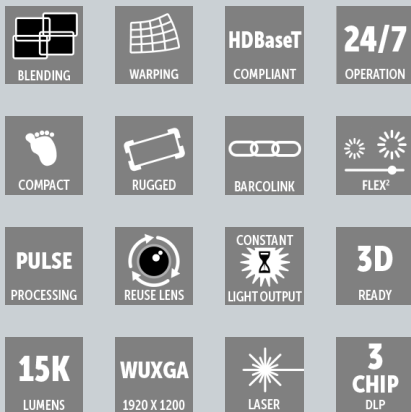 BLENDING
WARPING
HDBaseT
COMPLIANT
24/7
OPERATION
COMPACT
RUGGED
BARCOLINK
FLEX²
PULSE
PROCESSING
REUSE LENS
CONSTANT
LIGHT OUTPUT
3D
READY
15K
LUMENS
WUXGA
1920 X 1200
LASER
3
CHIP
DLP